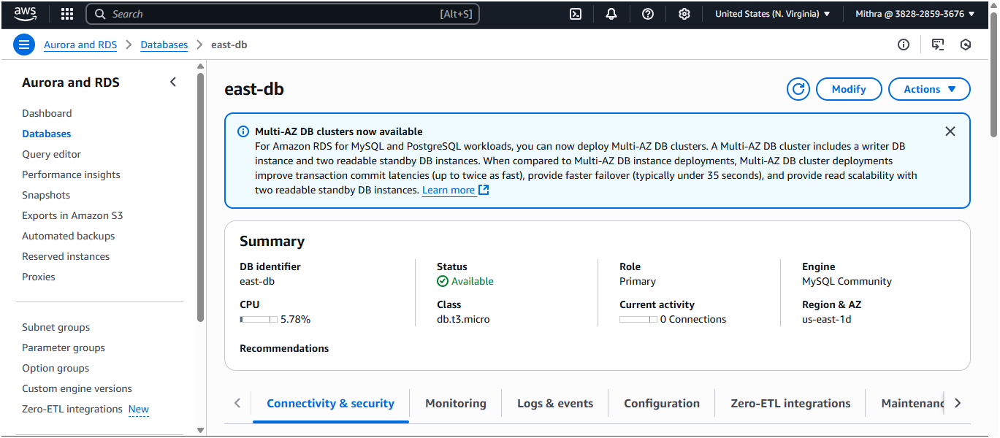 aws
Search [Alt+S]
United States (N. Virginia)
Mithra @ 3828-2859-3676
Aurora and RDS
Databases
east-db
Aurora and RDS
Dashboard
Databases
Query editor
Performance insights
Snapshots
Exports in Amazon S3
Automated backups
Reserved instances
Proxies
Subnet groups
Parameter groups
Option groups
Custom engine versions
Zero-ETL integrations New
east-db
Modify
Actions
Multi-AZ DB clusters now available
For Amazon RDS for MySQL and PostgreSQL workloads, you can now deploy Multi-AZ DB clusters. A Multi-AZ DB cluster includes a writer DB
instance and two readable standby DB instances. When compared to Multi-AZ DB instance deployments, Multi-AZ DB cluster deployments
improve transaction commit latencies (up to twice as fast), provide faster failover (typically under 35 seconds), and provide read scalability with
two readable standby DB instances. Learn more
Summary
DB identifier
east-db
CPU
5.78%
Status
Available
Class
db.t3.micro
Role
Primary
Current activity
0 Connections
Engine
MySQL Community
Region & AZ
us-east-1d
Recommendations
Connectivity & security
Monitoring
Logs & events
Configuration
Zero-ETL integrations
Maintenanc